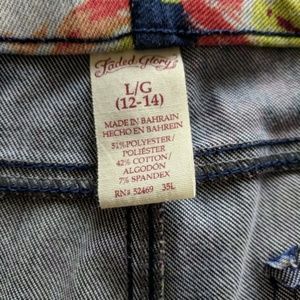 Faded Glory
L/G
(12-14)
MADE IN BAHRAIN
HECHO EN BAHREIN
51% POLYESTER/
POLIÉSTER
42% COTTON/
ALGODÓN
7% SPANDEX
RN# 52469 35L